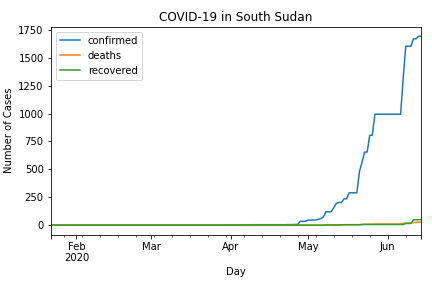 COVID-19 in South Sudan
1750
1500
1250
1000
750
500
250
0
Number of Cases
confirmed
deaths
recovered
Feb
2020
Mar
Apr
May
Jun
Day